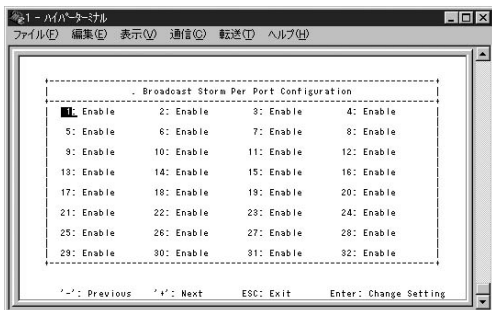 1 - ハイパーターミナル
ファイル(F) 編集(E) 表示(V) 通信(C) 転送(T) ヘルプ(H)
. Broadcast Storm Per Port Configuration
1: Enable 2: Enable 3: Enable 4: Enable
5: Enable 6: Enable 7: Enable 8: Enable
9: Enable 10: Enable 11: Enable 12: Enable
13: Enable 14: Enable 15: Enable 16: Enable
17: Enable 18: Enable 19: Enable 20: Enable
21: Enable 22: Enable 23: Enable 24: Enable
25: Enable 26: Enable 27: Enable 28: Enable
29: Enable 30: Enable 31: Enable 32: Enable
'-': Previous '+': Next ESC: Exit Enter: Change Setting